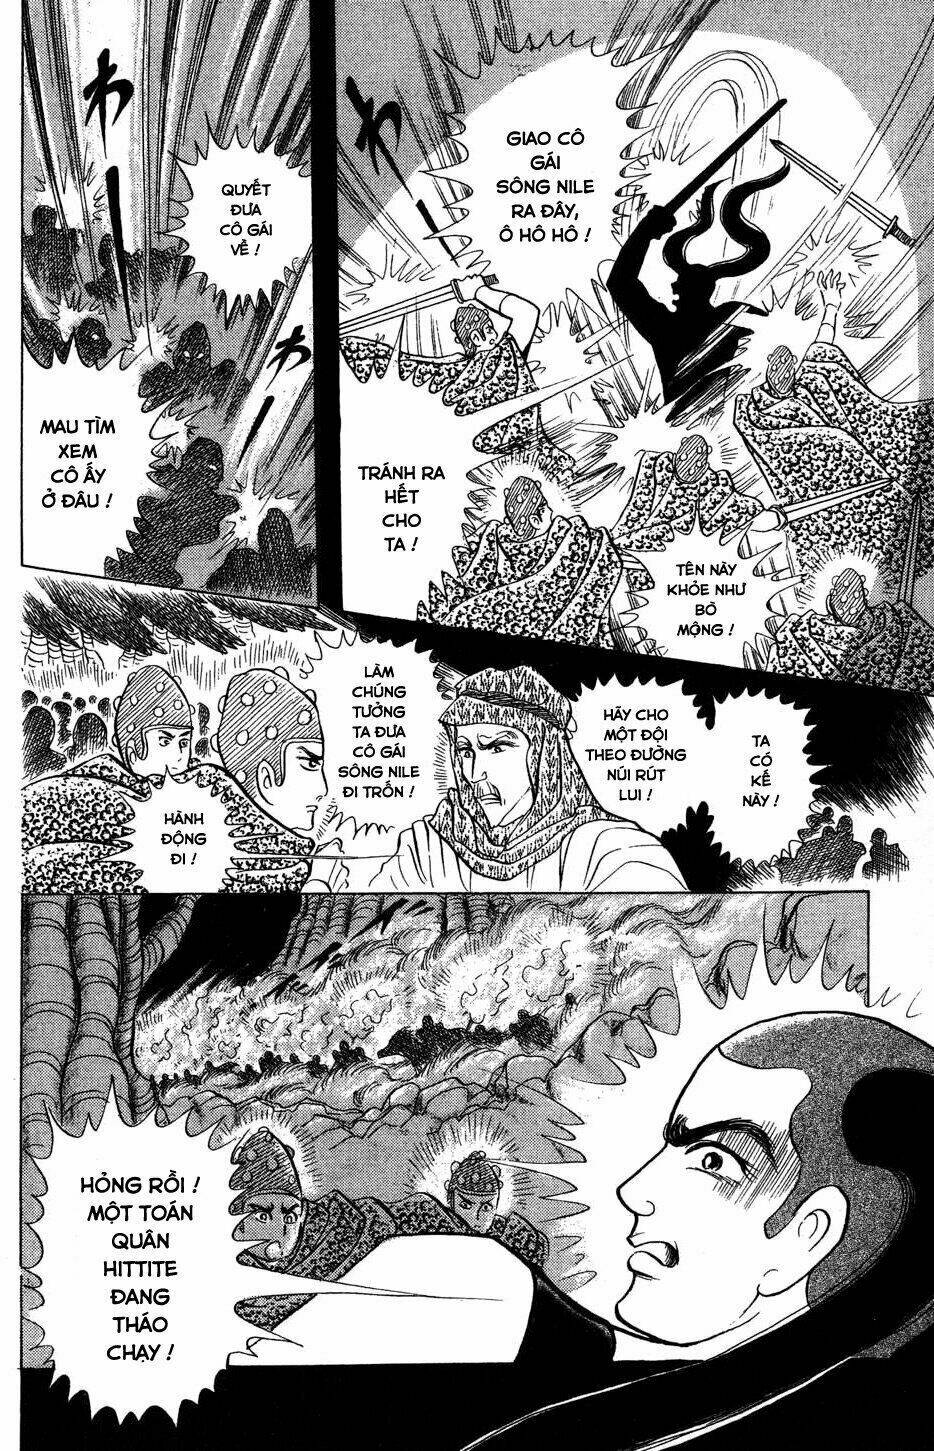 わ
わ
わ
GIAO CÔ
GÁI
SÔNG NILE
RA ĐÂY,
Ô HÔ HÔ !
TRÁNH RA
HẾT
CHO
TA !
TÊN NÀY
KHỎE NHƯ
BÒ
MỘNG !
QUYẾT
ĐƯA
CÔ GÁI
VỀ !
MAU TÌM
XEM
CÔ ẤY
Ở ĐÂU !
TA
CÓ
KẾ
NÀY !
HÃY CHO
MỘT ĐỘI
THEO ĐƯỜNG
NÚI RÚT
LUI !
LÀM
CHÚNG
TƯỞNG
TA ĐƯA
CÔ GÁI
SÔNG NILE
ĐI TRỐN !
HÀNH
ĐỘNG
ĐI !
HỎNG RỒI !
MỘT TOÁN
QUÂN
HITTITE
ĐANG
THÁO
CHẠY !